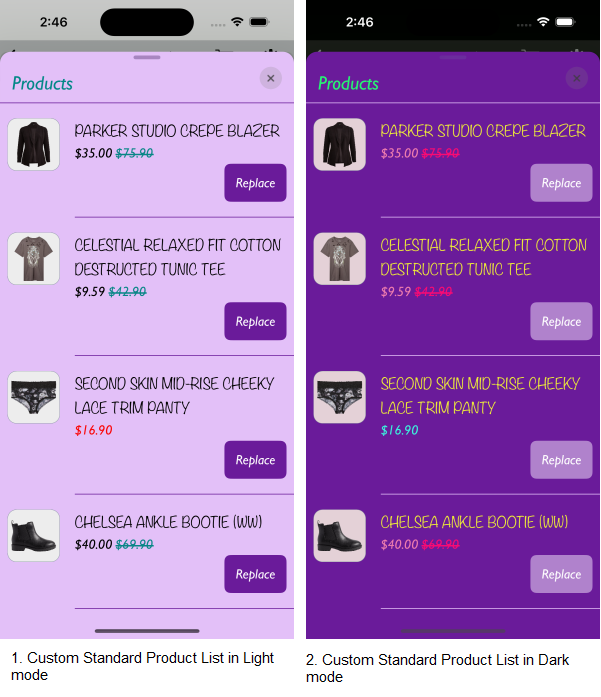 2:46
Products
PARKER STUDIO CREPE BLAZER
$35.00 $75.90
Replace
CELESTIAL RELAXED FIT COTTON
DESTRUCTED TUNIC TEE
$9.59 $42.90
Replace
SECOND SKIN MID-RISE CHEEKY
LACE TRIM PANTY
$16.90
Replace
CHELSEA ANKLE BOOTIE (WW)
$40.00 $69.90
Replace
1. Custom Standard Product List in Light
mode
2:46
Products
PARKER STUDIO CREPE BLAZER
$35.00 $75.90
Replace
CELESTIAL RELAXED FIT COTTON
DESTRUCTED TUNIC TEE
$9.59 $42.90
Replace
SECOND SKIN MID-RISE CHEEKY
LACE TRIM PANTY
$16.90
Replace
CHELSEA ANKLE BOOTIE (WW)
$40.00 $69.90
Replace
2. Custom Standard Product List in Dark
mode